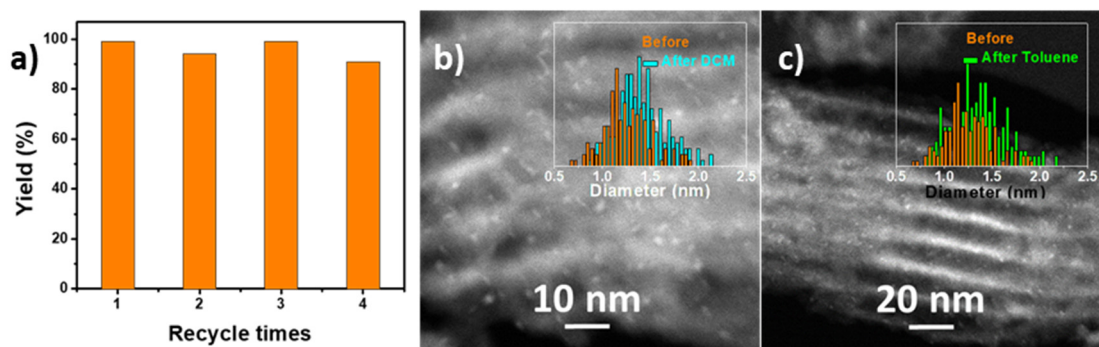 a)
Yield (%)
100
80
60
40
20
0
1 2 3 4
Recycle times
b)
Before
After DCM
0.5 1.0 1.5 2.0 2.5
Diameter (nm)
10 nm
c)
Before
After Toluene
0.5 1.0 1.5 2.0 2.5
Diameter (nm)
20 nm